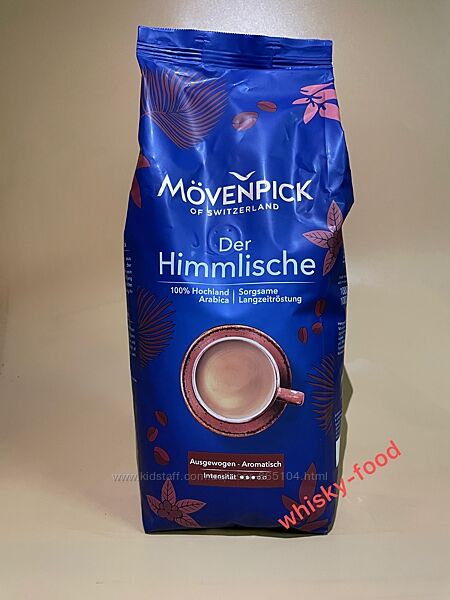 MÖVENPICK
OF SWITZERLAND
Der
Himmlische
100% Hochland
Arabica
Sorgsame
Langzeitröstung
Ausgewogen - Aromatisch
Intensität
whisky-food